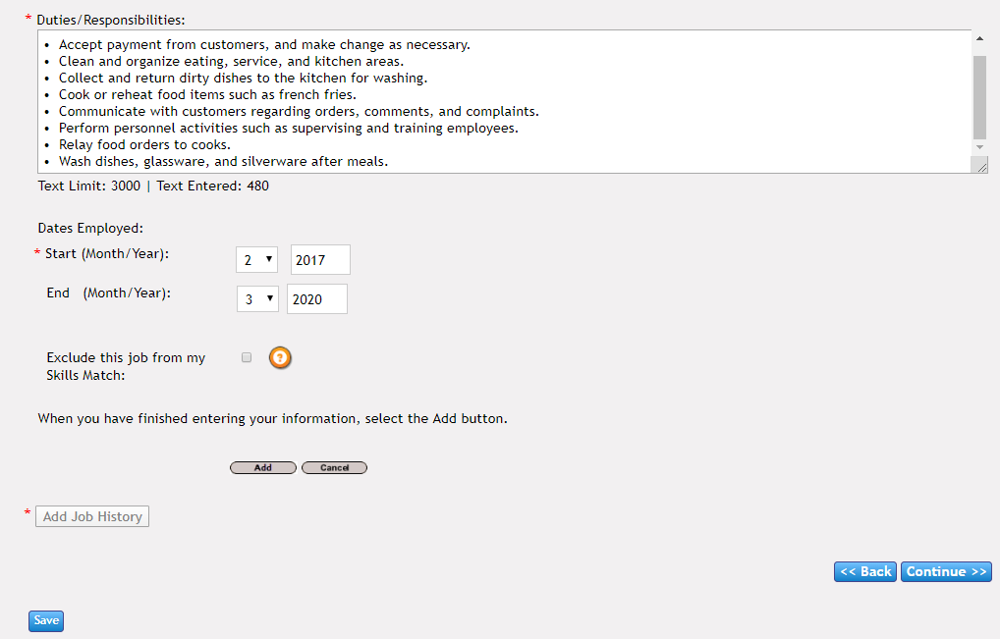 * Duties/Responsibilities:
• Accept payment from customers, and make change as necessary.
• Clean and organize eating, service, and kitchen areas.
• Collect and return dirty dishes to the kitchen for washing.
• Cook or reheat food items such as french fries.
• Communicate with customers regarding orders, comments, and complaints.
• Perform personnel activities such as supervising and training employees.
• Relay food orders to cooks.
• Wash dishes, glassware, and silverware after meals.
Text Limit: 3000 | Text Entered: 480
Dates Employed:
* Start (Month/Year): 2 2017
End (Month/Year): 3 2020
Exclude this job from my ?
Skills Match:
When you have finished entering your information, select the Add button.
Add Cancel
* Add Job History
<< Back Continue >>
Save